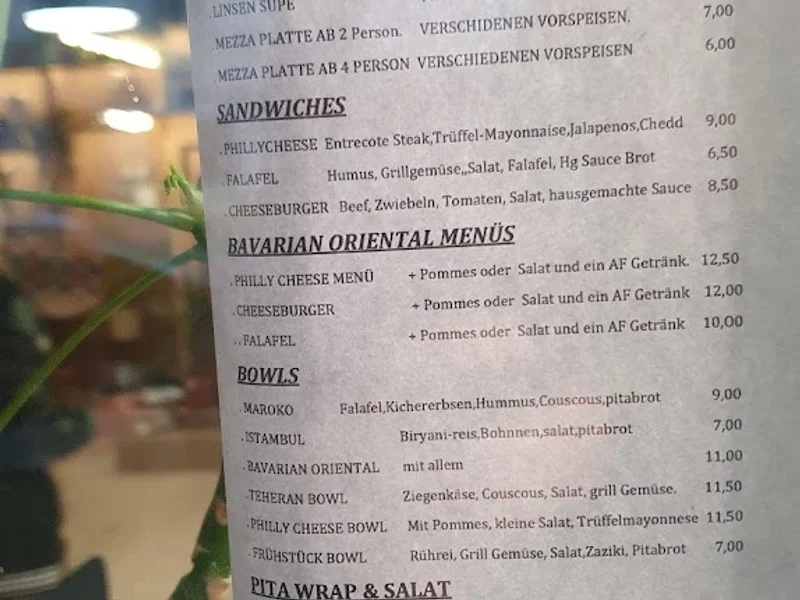 .LINSEN SUPE
.MEZZA PLATTE AB 2 Person. VERSCHIDENEN VORSPEISEN. 7,00
.MEZZA PLATTE AB 4 PERSON VERSCHIEDENEN VORSPEISEN 6,00
SANDWICHES
.PHILLYCHEESE Entrecote Steak,Trüffel-Mayonnaise,Jalapenos,Chedd 9,00
.FALAFEL Humus, Grillgemüse,,Salat, Falafel, Hg Sauce Brot 6,50
.CHEESEBURGER Beef, Zwiebeln, Tomaten, Salat, hausgemachte Sauce 8,50
BAVARIAN ORIENTAL MENÜS
.PHILLY CHEESE MENÜ + Pommes oder Salat und ein AF Getränk. 12,50
.CHEESEBURGER + Pommes oder Salat und ein AF Getränk 12,00
..FALAFEL + Pommes oder Salat und ein AF Getränk 10,00
BOWLS
.MAROKO Falafel,Kichererbsen,Hummus,Couscous,pitabrot 9,00
.ISTAMBUL Biryani-reis,Bohnnen,salat,pitabrot 7,00
.BAVARIAN ORIENTAL mit allem 11,00
.TEHERAN BOWL Ziegenkäse, Couscous, Salat, grill Gemüse. 11,50
.PHILLY CHEESE BOWL Mit Pommes, kleine Salat, Trüffelmayonnese 11,50
.FRÜHSTÜCK BOWL Rührei, Grill Gemüse, Salat,Zaziki, Pitabrot 7,00
PITA WRAP & SALAT